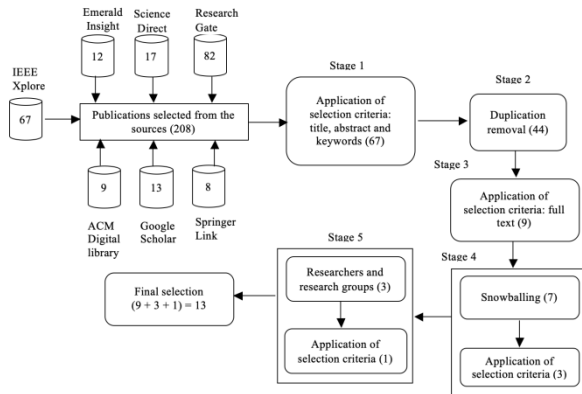 Emerald
Insight
12
Science
Direct
17
Research
Gate
82
IEEE
Xplore
67
Publications selected from the
sources (208)
9
ACM
Digital
library
13
Google
Scholar
8
Springer
Link
Stage 1
Application of
selection criteria:
title, abstract and
keywords (67)
Stage 2
Duplication
removal (44)
Stage 3
Application of
selection criteria: full
text (9)
Stage 4
Snowballing (7)
Application of
selection criteria (3)
Stage 5
Researchers and
research groups (3)
Application of
selection criteria (1)
Final selection
(9 + 3 + 1) = 13